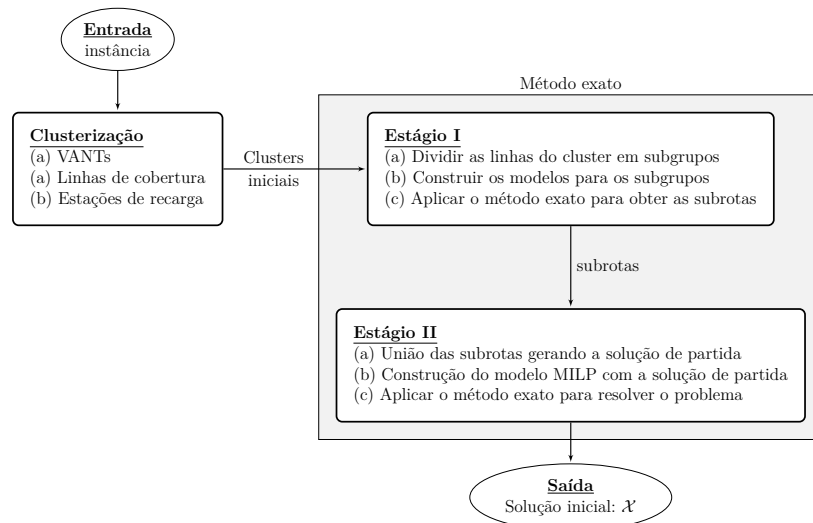 Entrada
instância
Método exato
Clusterização
(a) VANTs
(a) Linhas de cobertura
(b) Estações de recarga
Clusters
iniciais
Estágio I
(a) Dividir as linhas do cluster em subgrupos
(b) Construir os modelos para os subgrupos
(c) Aplicar o método exato para obter as subrotas
subrotas
Estágio II
(a) União das subrotas gerando a solução de partida
(b) Construção do modelo MILP com a solução de partida
(c) Aplicar o método exato para resolver o problema
Saída
Solução inicial: 𝒳